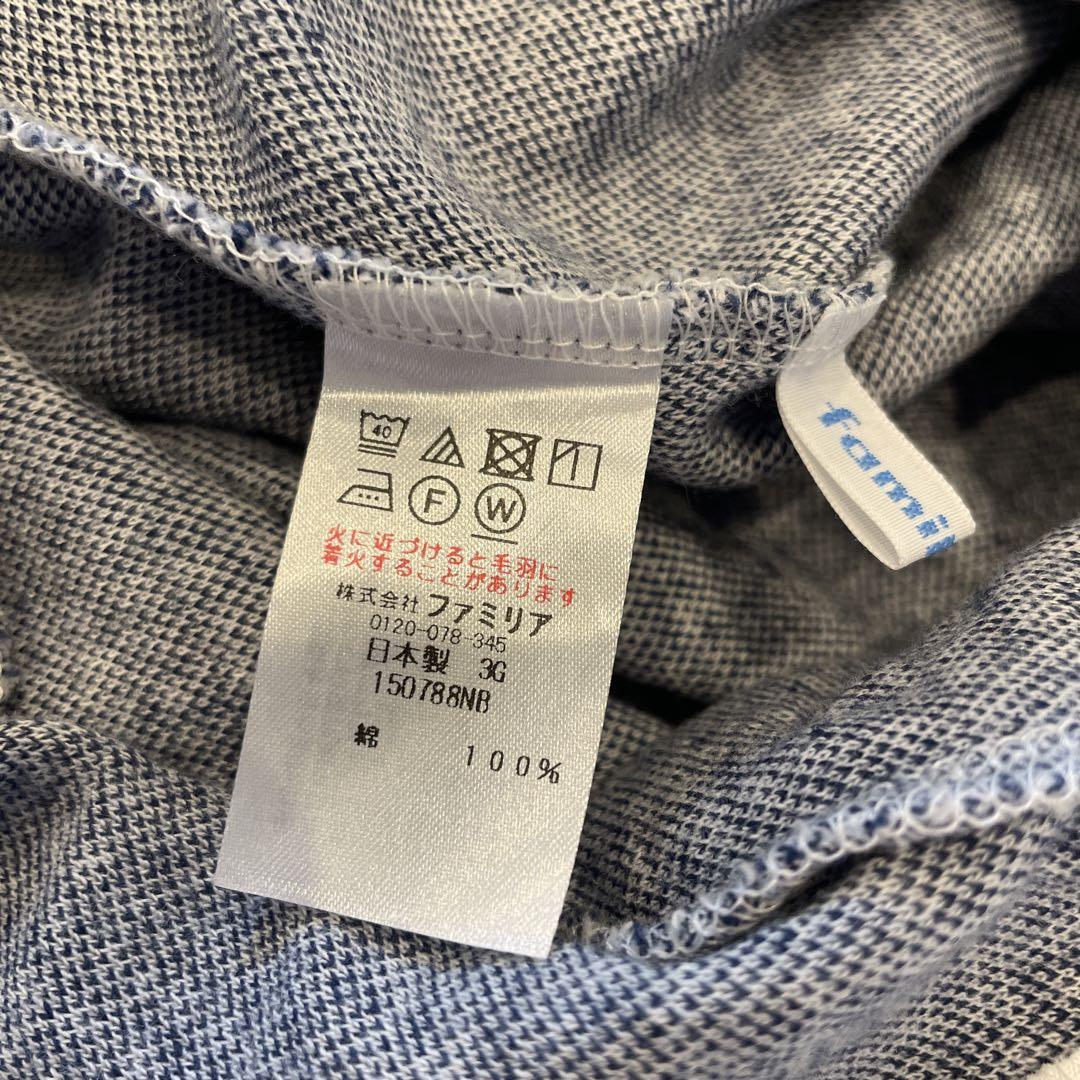 40
F W
火に近づけると毛羽に
着火することがあります
株式会社 ファミリア
0120-078-345
日本製 3G
150788NB
綿 100%
famil